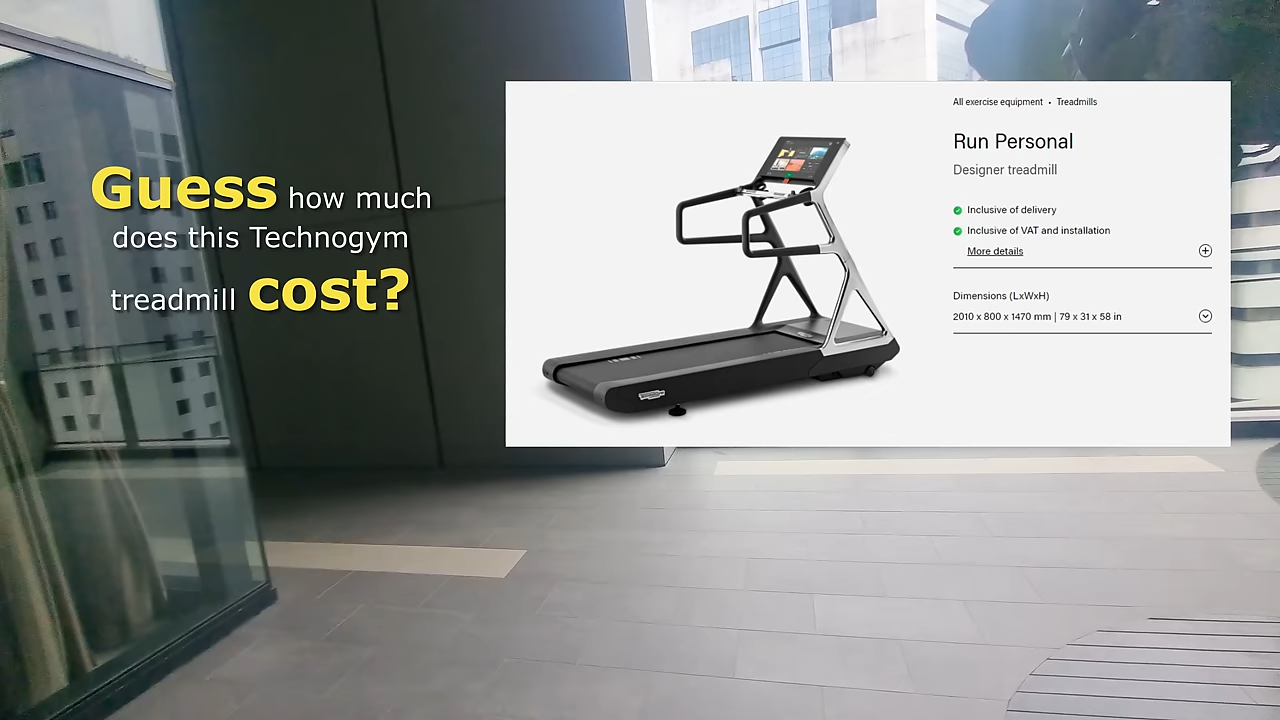 Guess how much
does this Technogym
treadmill cost?
All exercise equipment • Treadmills
Run Personal
Designer treadmill
Inclusive of delivery
Inclusive of VAT and installation
More details
Dimensions (LxWxH)
2010 x 800 x 1470 mm | 79 x 31 x 58 in